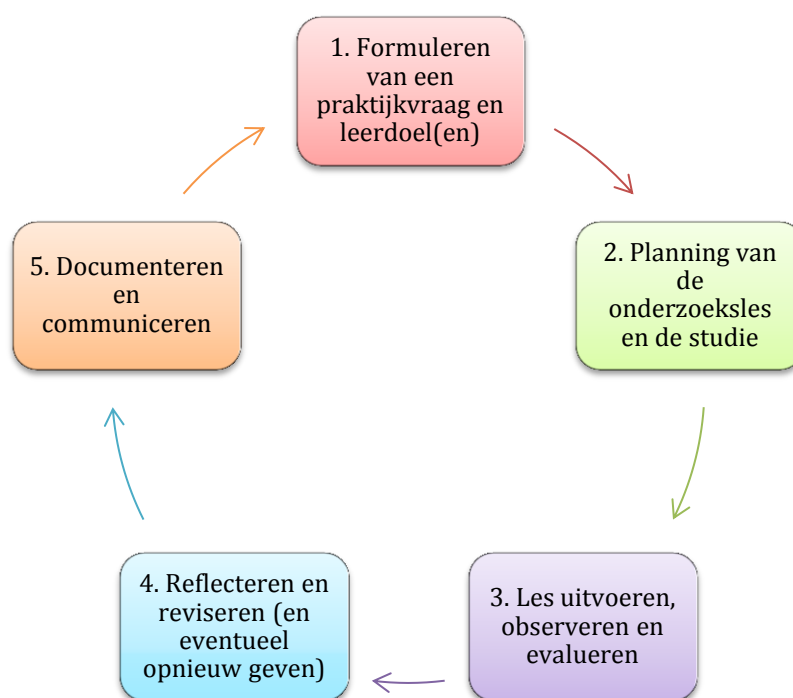 1. Formuleren
van een
praktijkvraag en
leerdoel(en)
2. Planning van
de
onderzoeksles
en de studie
3. Les uitvoeren,
observeren en
evalueren
4. Reflecteren en
reviseren (en
eventueel
opnieuw geven)
5. Documenteren
en
communiceren